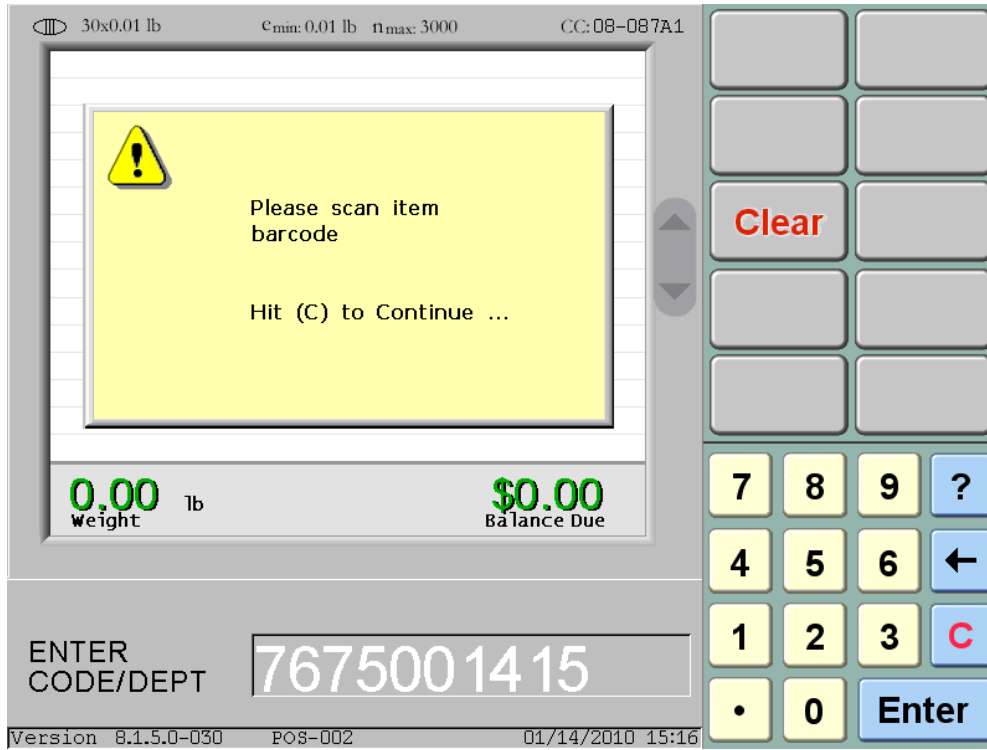 30x0.01 lb emin: 0.01 lb nmax: 3000 CC: 08-087A1
Please scan item
barcode
Hit (C) to Continue ...
Clear
0.00 lb $0.00
Weight Balance Due
7 8 9 ?
4 5 6 ←
1 2 3 C
• 0 Enter
ENTER
CODE/DEPT
7675001415
Version 8.1.5.0-030 POS-002 01/14/2010 15:16